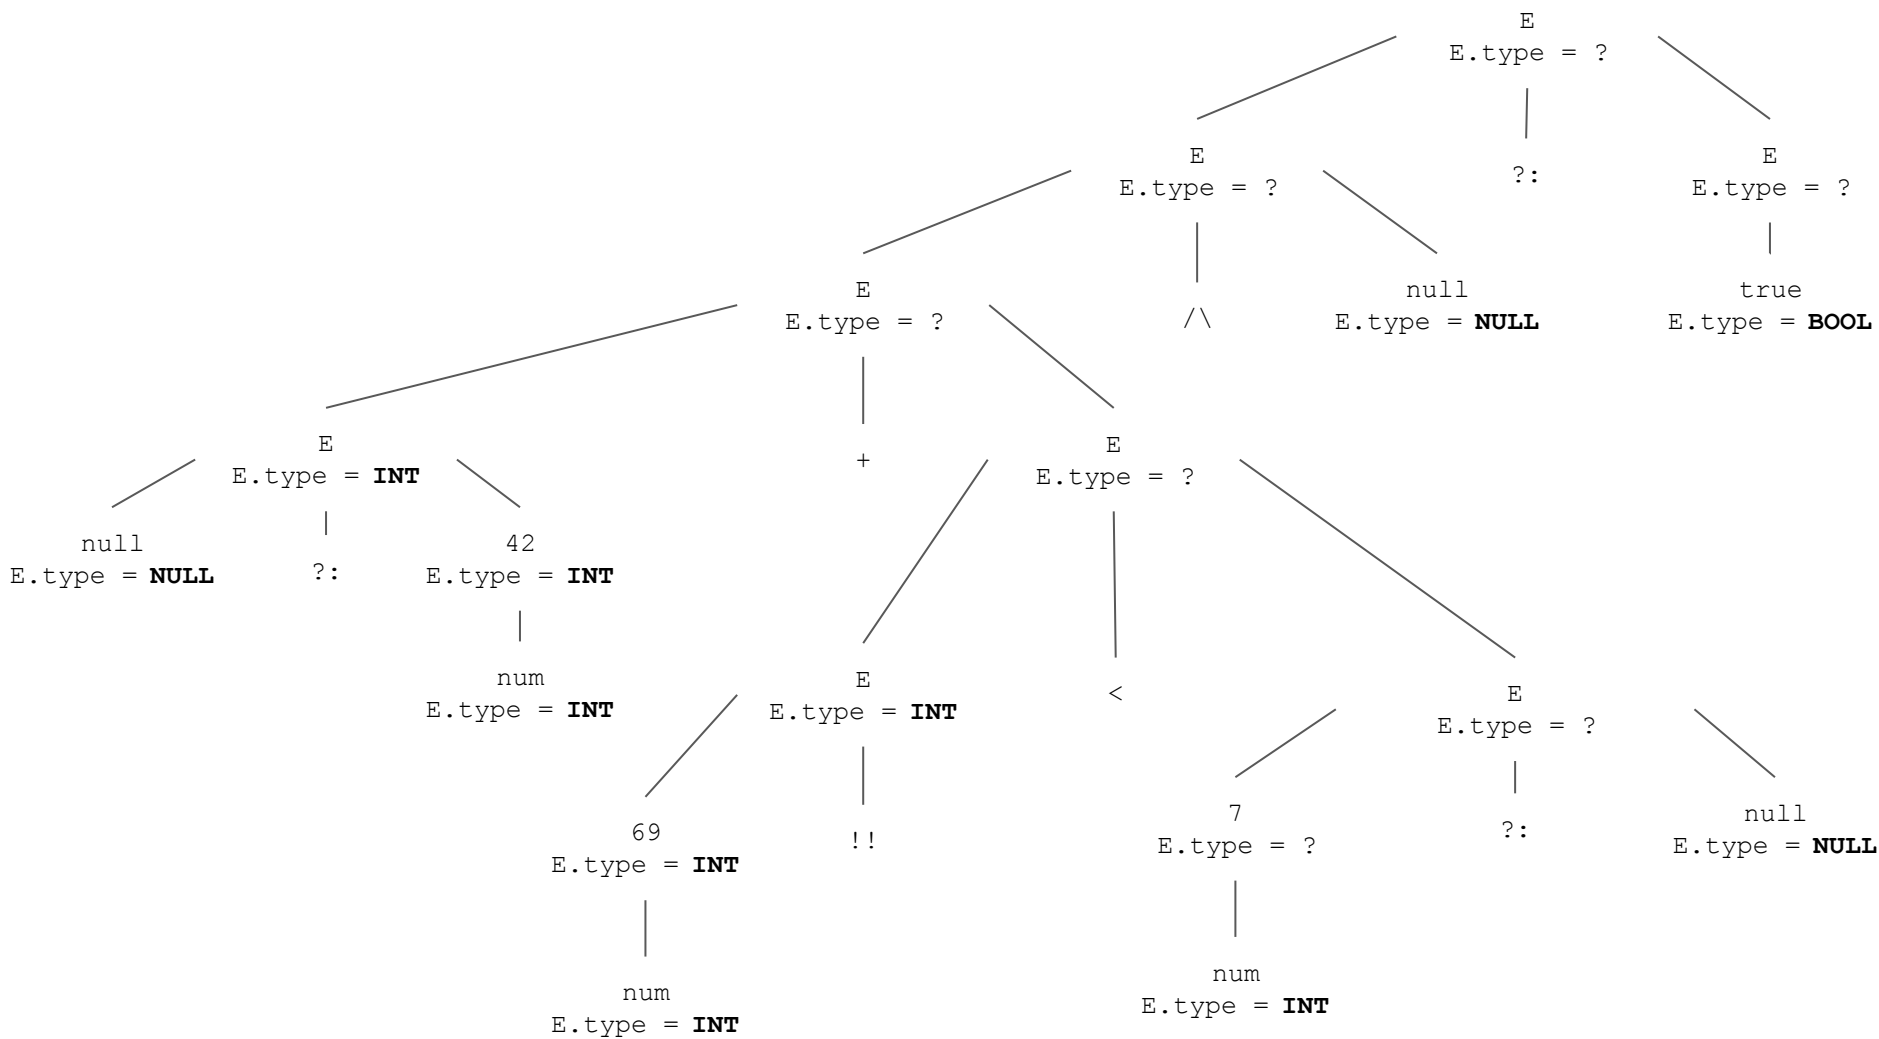 E
E.type = ?
E
E.type = ?
?:
E
E.type = ?
E
E.type = ?
/\
null
E.type = NULL
true
E.type = BOOL
E
E.type = INT
+
E
E.type = ?
null
E.type = NULL
?:
42
E.type = INT
num
E.type = INT
E
E.type = INT
<
E
E.type = ?
69
E.type = INT
!!
7
E.type = ?
?:
null
E.type = NULL
num
E.type = INT
num
E.type = INT